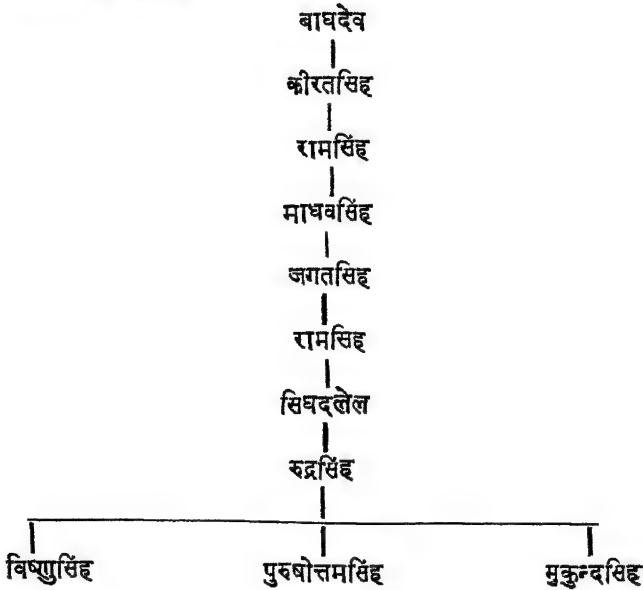 बाघदेव
कीरतसिह
रामसिंह
माधवसिंह
जगतसिह
रामसिह
सिघदलेल
रुद्रसिंह
विष्णुसिंह पुरुषोत्तमसिंह मुकुन्दसिह